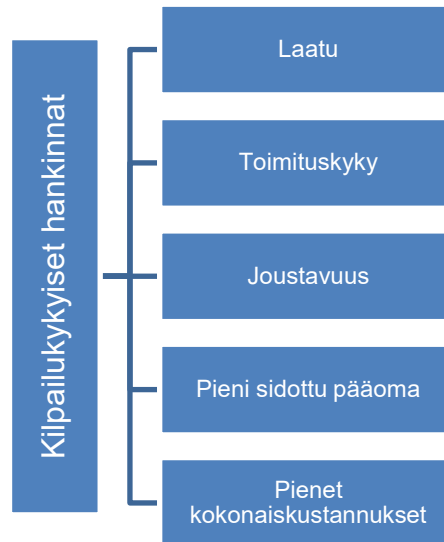 Kilpailukykyiset hankinnat
Laatu
Toimituskyky
Joustavuus
Pieni sidottu pääoma
Pienet
kokonaiskustannukset